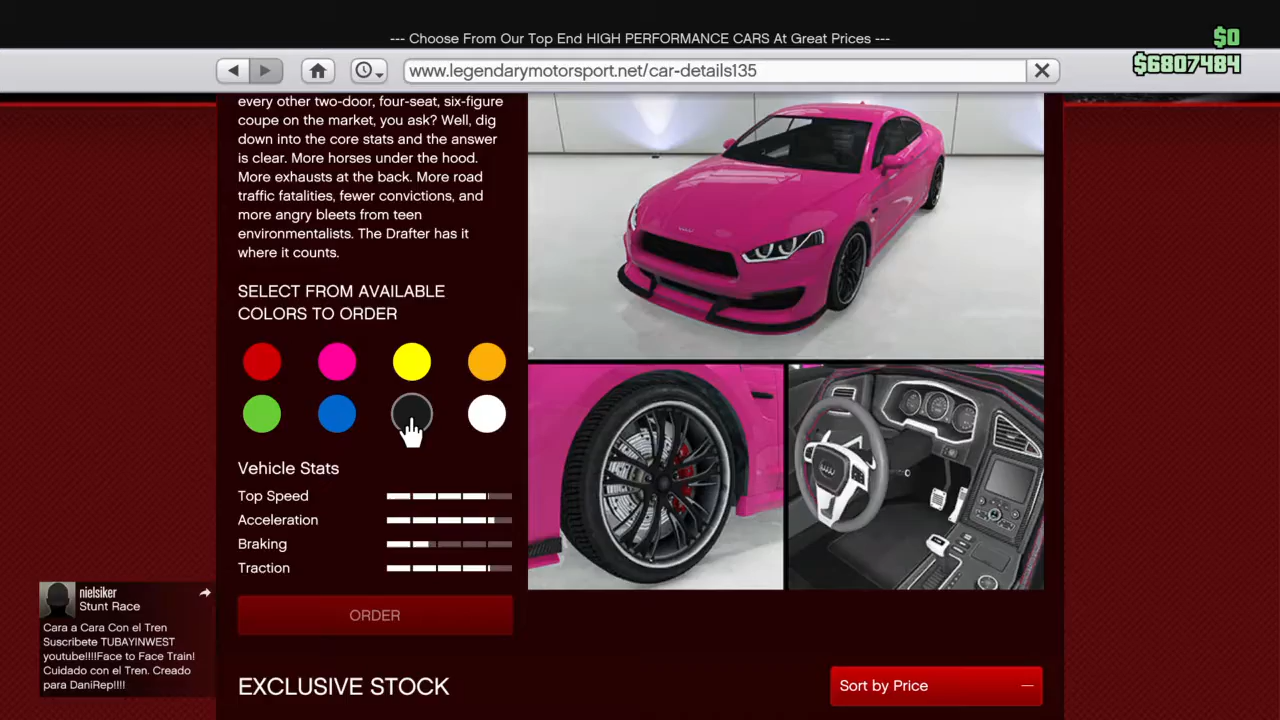 --- Choose From Our Top End HIGH PERFORMANCE CARS At Great Prices ---
$0
$6807484
www.legendarymotorsport.net/car-details135
every other two-door, four-seat, six-figure
coupe on the market, you ask? Well, dig
down into the core stats and the answer
is clear. More horses under the hood.
More exhausts at the back. More road
traffic fatalities, fewer convictions, and
more angry bleets from teen
environmentalists. The Drafter has it
where it counts.
SELECT FROM AVAILABLE
COLORS TO ORDER
Vehicle Stats
Top Speed
Acceleration
Braking
Traction
ORDER
nielsiker
Stunt Race
Cara a Cara Con el Tren
Suscribete TUBAYINWEST
youtube!!!!Face to Face Train!
Cuidado con el Tren. Creado
para DaniRep!!!!
EXCLUSIVE STOCK
Sort by Price